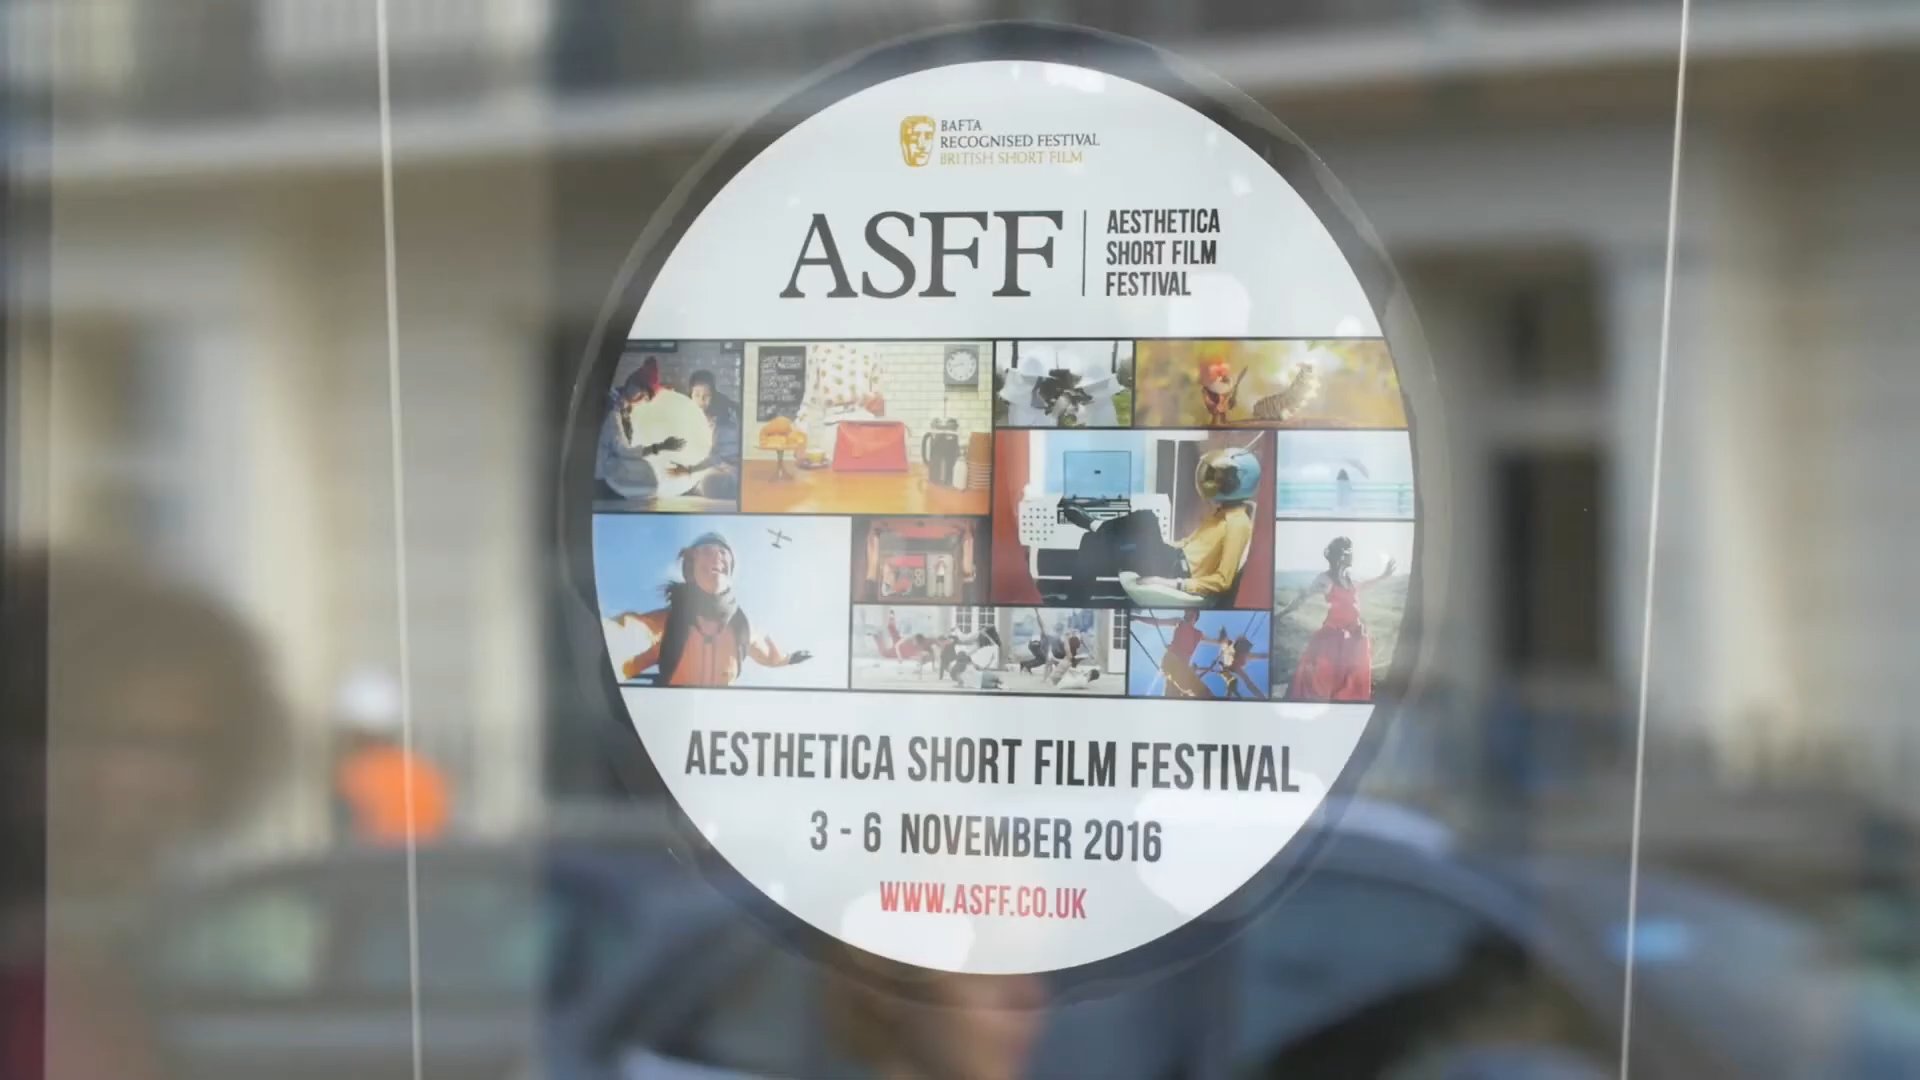 BAFTA
RECOGNISED FESTIVAL
BRITISH SHORT FILM
ASFF
AESTHETICA
SHORT FILM
FESTIVAL
AESTHETICA SHORT FILM FESTIVAL
3 - 6 NOVEMBER 2016
WWW.ASFF.CO.UK